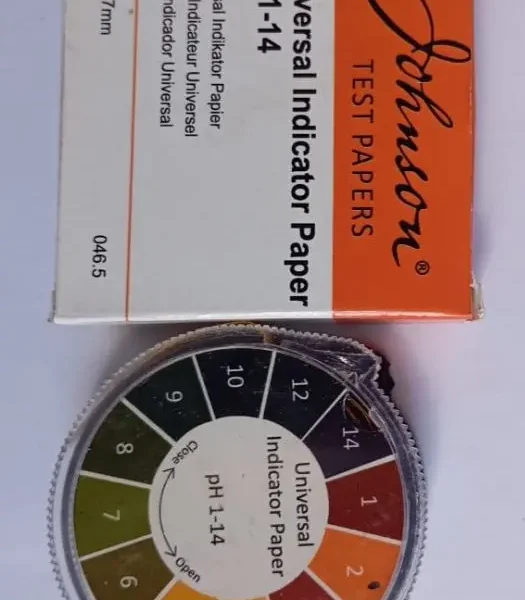 Johnson®
TEST PAPERS
versal Indicator Paper
1-14
al Indikator Papier
Indicateur Universel
ndicador Universal
7mm 046.5
Universal
Indicator Paper
pH 1-14
Close
Open
1
2
6
7
8
9
10
12
14